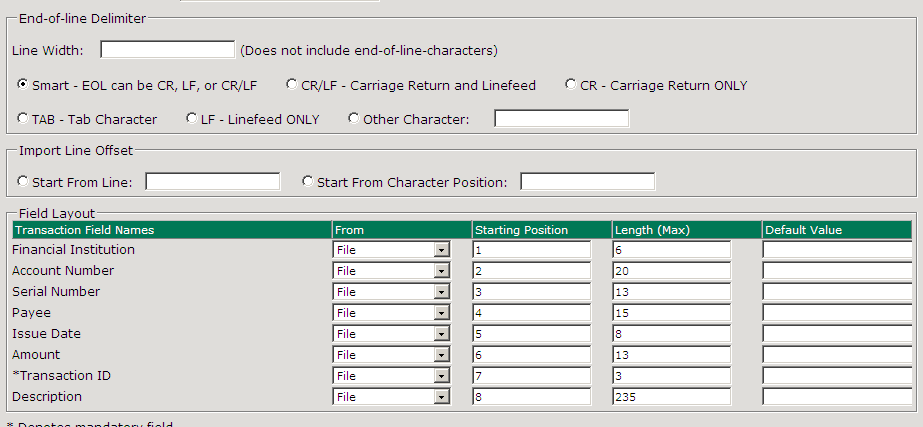 End-of-line Delimiter
Line Width: (Does not include end-of-line-characters)
Smart - EOL can be CR, LF, or CR/LF CR/LF - Carriage Return and Linefeed CR - Carriage Return ONLY
TAB - Tab Character LF - Linefeed ONLY Other Character:
Import Line Offset
Start From Line: Start From Character Position:
Field Layout
Transaction Field Names From Starting Position Length (Max) Default Value
Financial Institution File 1 6
Account Number File 2 20
Serial Number File 3 13
Payee File 4 15
Issue Date File 5 8
Amount File 6 13
*Transaction ID File 7 3
Description File 8 235
* Denotes mandatory field